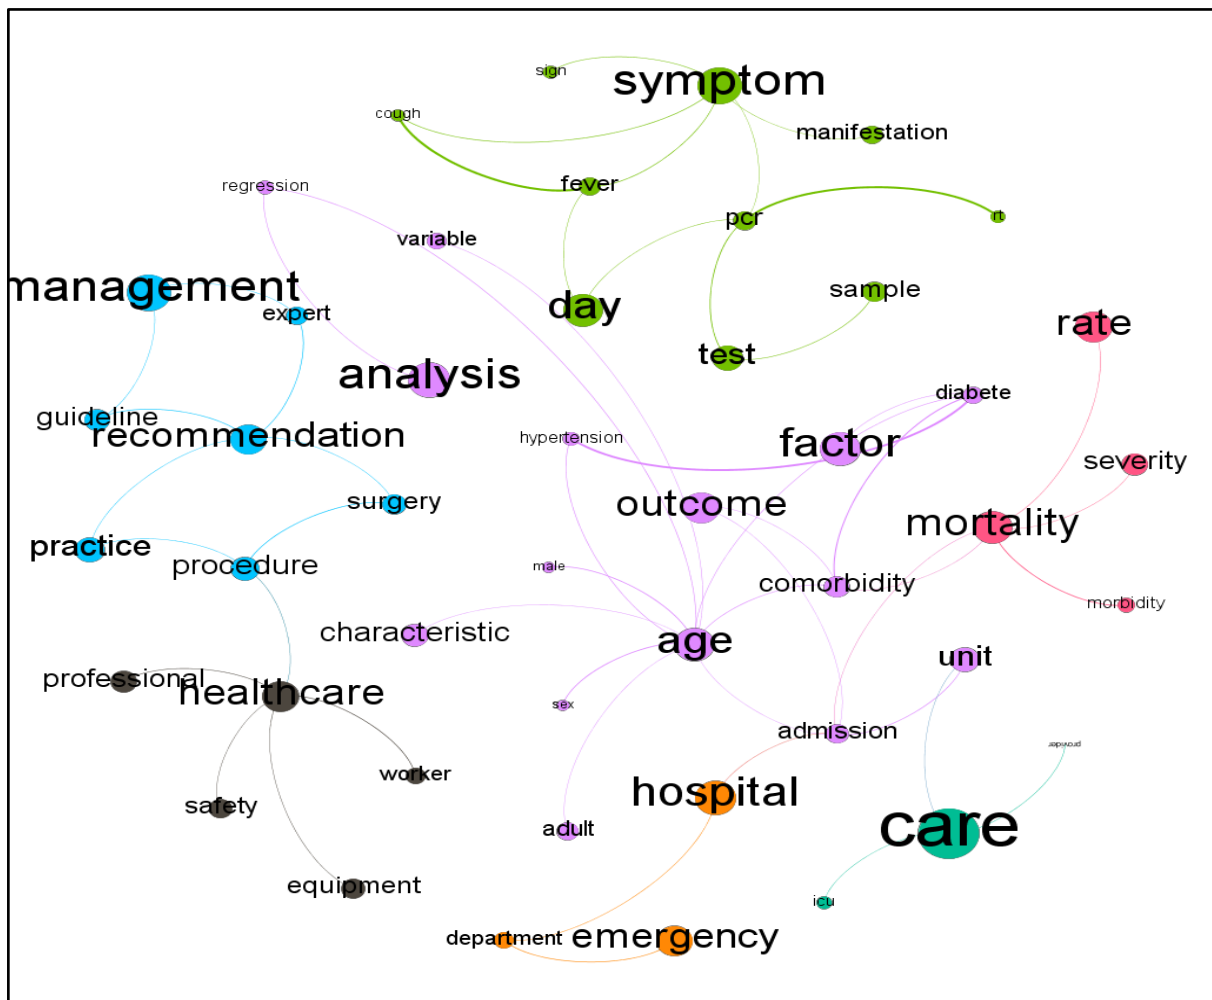 sign
symptom
cough
manifestation
regression
fever
pcr
rt
variable
management
expert
day
sample
rate
test
analysis
diabete
guideline
recommendation
hypertension
factor
severity
surgery
outcome
mortality
practice
procedure
male
comorbidity
morbidity
characteristic
age
unit
professional
healthcare
sex
admission
provider
worker
hospital
safety
adult
care
equipment
icu
department
emergency